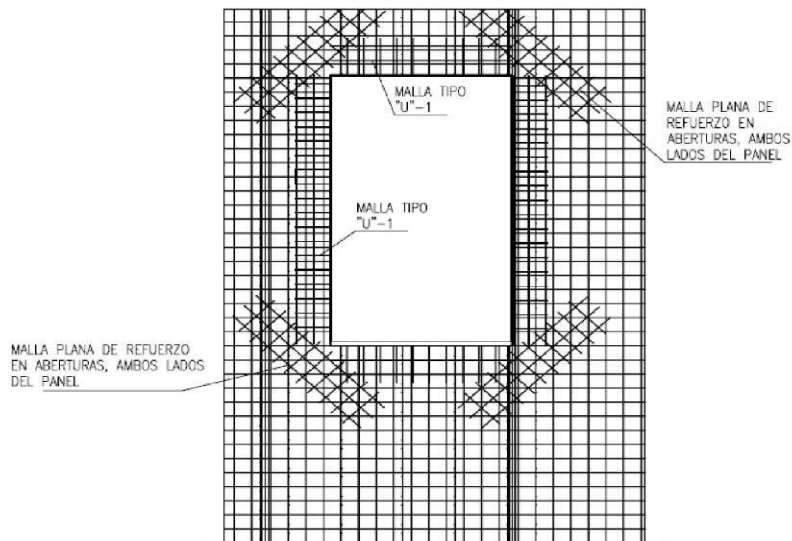 MALLA TIPO
"U"-1
MALLA PLANA DE
REFUERZO EN
ABERTURAS, AMBOS
LADOS DEL PANEL
MALLA TIPO
"U"-1
MALLA PLANA DE REFUERZO
EN ABERTURAS, AMBOS LADOS
DEL PANEL